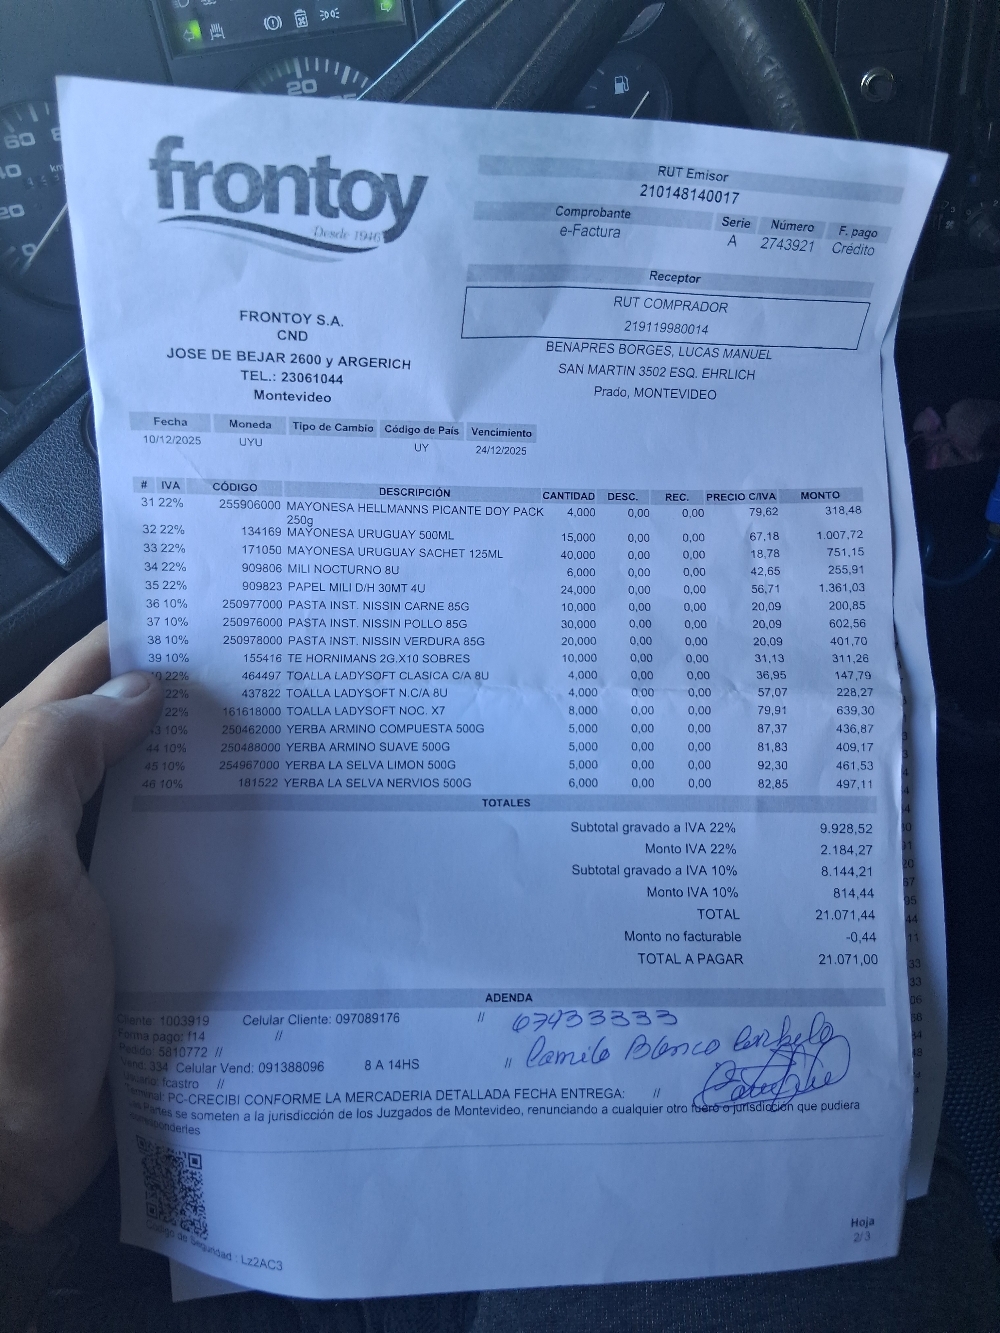 frontoy
Desde 1946
RUT Emisor
210148140017
Comprobante Serie Número F. pago
e-Factura A 2743921 Crédito
Receptor
RUT COMPRADOR
219119980014
BENAPRES BORGES, LUCAS MANUEL
SAN MARTIN 3502 ESQ. EHRLICH
Prado, MONTEVIDEO
FRONTOY S.A.
CND
JOSE DE BEJAR 2600 y ARGERICH
TEL.: 23061044
Montevideo
Fecha Moneda Tipo de Cambio Código de País Vencimiento
10/12/2025 UYU UY 24/12/2025
# IVA CÓDIGO DESCRIPCIÓN CANTIDAD DESC. REC. PRECIO C/IVA MONTO
31 22% 255906000 MAYONESA HELLMANNS PICANTE DOY PACK 4,000 0,00 0,00 79,62 318,48
250g
32 22% 134169 MAYONESA URUGUAY 500ML 15,000 0,00 0,00 67,18 1.007,72
33 22% 171050 MAYONESA URUGUAY SACHET 125ML 40,000 0,00 0,00 18,78 751,15
34 22% 909806 MILI NOCTURNO 8U 6,000 0,00 0,00 42,65 255,91
35 22% 909823 PAPEL MILI D/H 30MT 4U 24,000 0,00 0,00 56,71 1.361,03
36 10% 250977000 PASTA INST. NISSIN CARNE 85G 10,000 0,00 0,00 20,09 200,85
37 10% 250976000 PASTA INST. NISSIN POLLO 85G 30,000 0,00 0,00 20,09 602,56
38 10% 250978000 PASTA INST. NISSIN VERDURA 85G 20,000 0,00 0,00 20,09 401,70
39 10% 155416 TE HORNIMANS 2G.X10 SOBRES 10,000 0,00 0,00 31,13 311,26
0 22% 464497 TOALLA LADYSOFT CLASICA C/A 8U 4,000 0,00 0,00 36,95 147,79
22% 437822 TOALLA LADYSOFT N.C/A 8U 4,000 0,00 0,00 57,07 228,27
22% 161618000 TOALLA LADYSOFT NOC. X7 8,000 0,00 0,00 79,91 639,30
43 10% 250462000 YERBA ARMINO COMPUESTA 500G 5,000 0,00 0,00 87,37 436,87
44 10% 250488000 YERBA ARMINO SUAVE 500G 5,000 0,00 0,00 81,83 409,17
45 10% 254967000 YERBA LA SELVA LIMON 500G 5,000 0,00 0,00 92,30 461,53
46 10% 181522 YERBA LA SELVA NERVIOS 500G 6,000 0,00 0,00 82,85 497,11
TOTALES
Subtotal gravado a IVA 22% 9.928,52
Monto IVA 22% 2.184,27
Subtotal gravado a IVA 10% 8.144,21
Monto IVA 10% 814,44
TOTAL 21.071,44
Monto no facturable -0,44
TOTAL A PAGAR 21.071,00
ADENDA
Cliente: 1003919 Celular Cliente: 097089176 //
Forma pago: f14 //
Pedido: 5810772 //
Vend: 334 Celular Vend: 091388096 8 A 14HS //
Usuario: fcastro //
Camilo Blanco
Terminal: PC-CRECIBI CONFORME LA MERCADERIA DETALLADA FECHA ENTREGA: //
Las Partes se someten a la jurisdicción de los Juzgados de Montevideo, renunciando a cualquier otro fuero o jurisdicción que pudiera
corresponderles
Código de Seguridad : Lz2AC3
Hoja
2/3